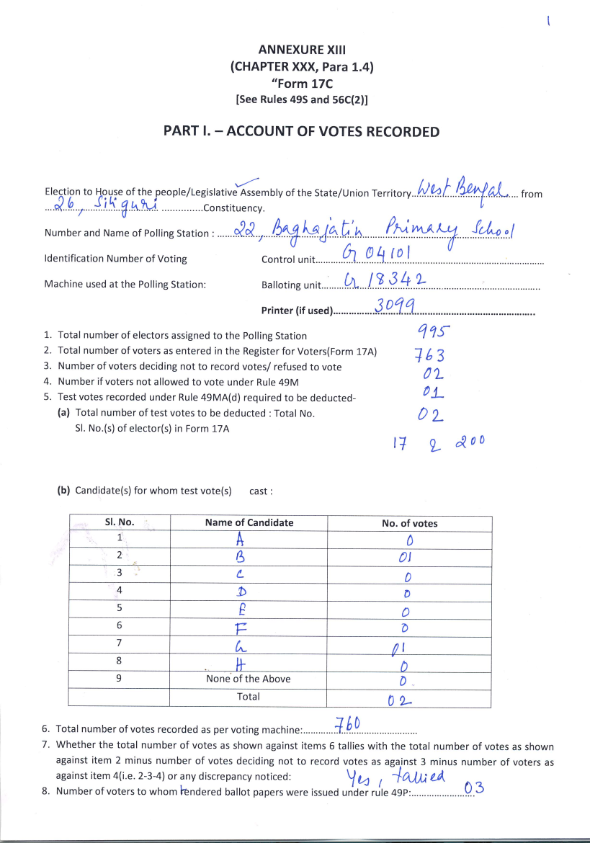 1
ANNEXURE XIII
(CHAPTER XXX, Para 1.4)
"Form 17C
[See Rules 49S and 56C(2)]
PART I. – ACCOUNT OF VOTES RECORDED
Election to House of the people/Legislative Assembly of the State/Union Territory..West Bengal... from
....26, Siliguri..............Constituency.
Number and Name of Polling Station : ......22, Baghajatin Primary School
Identification Number of Voting Control unit......G 04101
Machine used at the Polling Station: Balloting unit......G 18342
Printer (if used)..............3099
1. Total number of electors assigned to the Polling Station 995
2. Total number of voters as entered in the Register for Voters(Form 17A) 763
3. Number of voters deciding not to record votes/ refused to vote 02
4. Number if voters not allowed to vote under Rule 49M 01
5. Test votes recorded under Rule 49MA(d) required to be deducted-
(a) Total number of test votes to be deducted : Total No. 02
Sl. No.(s) of elector(s) in Form 17A
17 & 200
(b) Candidate(s) for whom test vote(s) cast :
Sl. No. Name of Candidate No. of votes
1 A 0
2 B 01
3 C 0
4 D 0
5 E 0
6 F 0
7 G 01
8 H 0
9 None of the Above 0
Total 02
6. Total number of votes recorded as per voting machine:..........760..........
7. Whether the total number of votes as shown against items 6 tallies with the total number of votes as shown
against item 2 minus number of votes deciding not to record votes as against 3 minus number of voters as
against item 4(i.e. 2-3-4) or any discrepancy noticed: Yes, tallied
8. Number of voters to whom tendered ballot papers were issued under rule 49P:..........03